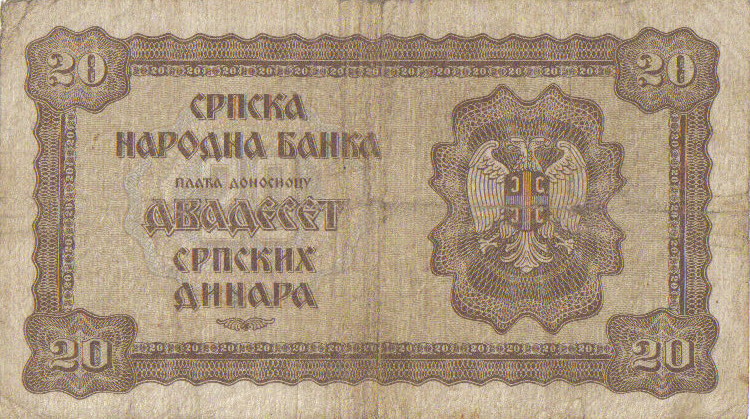 20 20
СРПСКА
НАРОДНА БАНКА
ПЛАЋА ДОНОСИОЦУ
ДВАДЕСЕТ
СРПСКИХ
ДИНАРА
20 20